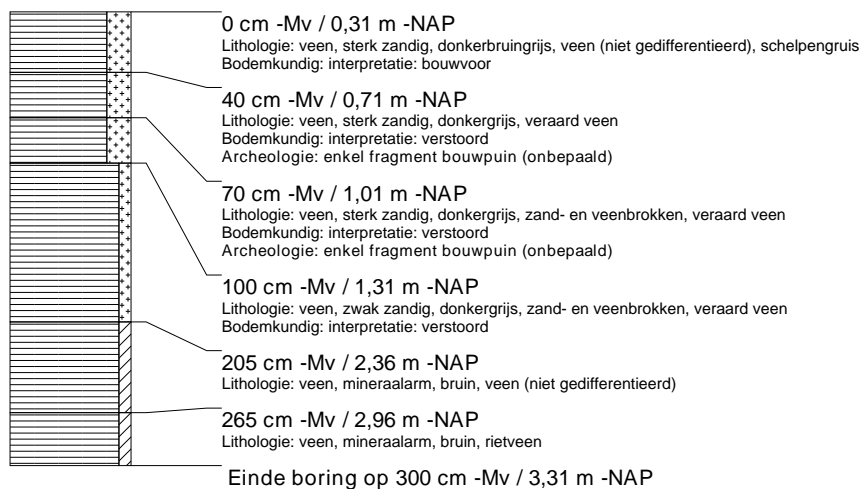 0 cm -Mv / 0,31 m -NAP
Lithologie: veen, sterk zandig, donkerbruingrijs, veen (niet gedifferentieerd), schelpengruis
Bodemkundig: interpretatie: bouwvoor
40 cm -Mv / 0,71 m -NAP
Lithologie: veen, sterk zandig, donkergrijs, veraard veen
Bodemkundig: interpretatie: verstoord
Archeologie: enkel fragment bouwpuin (onbepaald)
70 cm -Mv / 1,01 m -NAP
Lithologie: veen, sterk zandig, donkergrijs, zand- en veenbrokken, veraard veen
Bodemkundig: interpretatie: verstoord
Archeologie: enkel fragment bouwpuin (onbepaald)
100 cm -Mv / 1,31 m -NAP
Lithologie: veen, zwak zandig, donkergrijs, zand- en veenbrokken, veraard veen
Bodemkundig: interpretatie: verstoord
205 cm -Mv / 2,36 m -NAP
Lithologie: veen, mineraalarm, bruin, veen (niet gedifferentieerd)
265 cm -Mv / 2,96 m -NAP
Lithologie: veen, mineraalarm, bruin, rietveen
Einde boring op 300 cm -Mv / 3,31 m -NAP